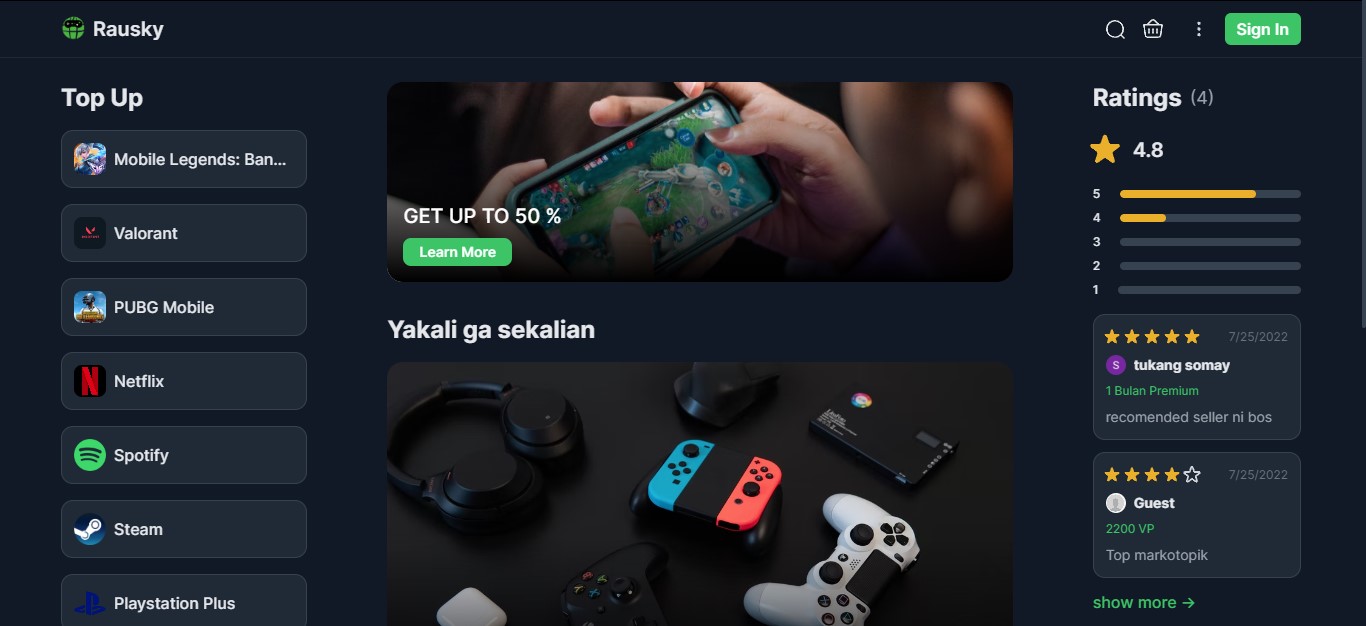 Rausky
Sign In
Top Up
Mobile Legends: Ban...
Valorant
PUBG Mobile
Netflix
Spotify
Steam
Playstation Plus
GET UP TO 50 %
Learn More
Yakali ga sekalian
Ratings (4)
4.8
5
4
3
2
1
7/25/2022
S tukang somay
1 Bulan Premium
recomended seller ni bos
7/25/2022
Guest
2200 VP
Top markotopik
show more →